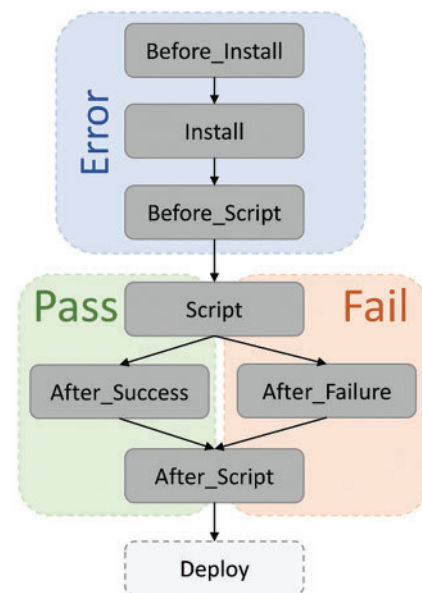 Before_Install
Error
Install
Before_Script
Pass
Script
Fail
After_Success
After_Failure
After_Script
Deploy